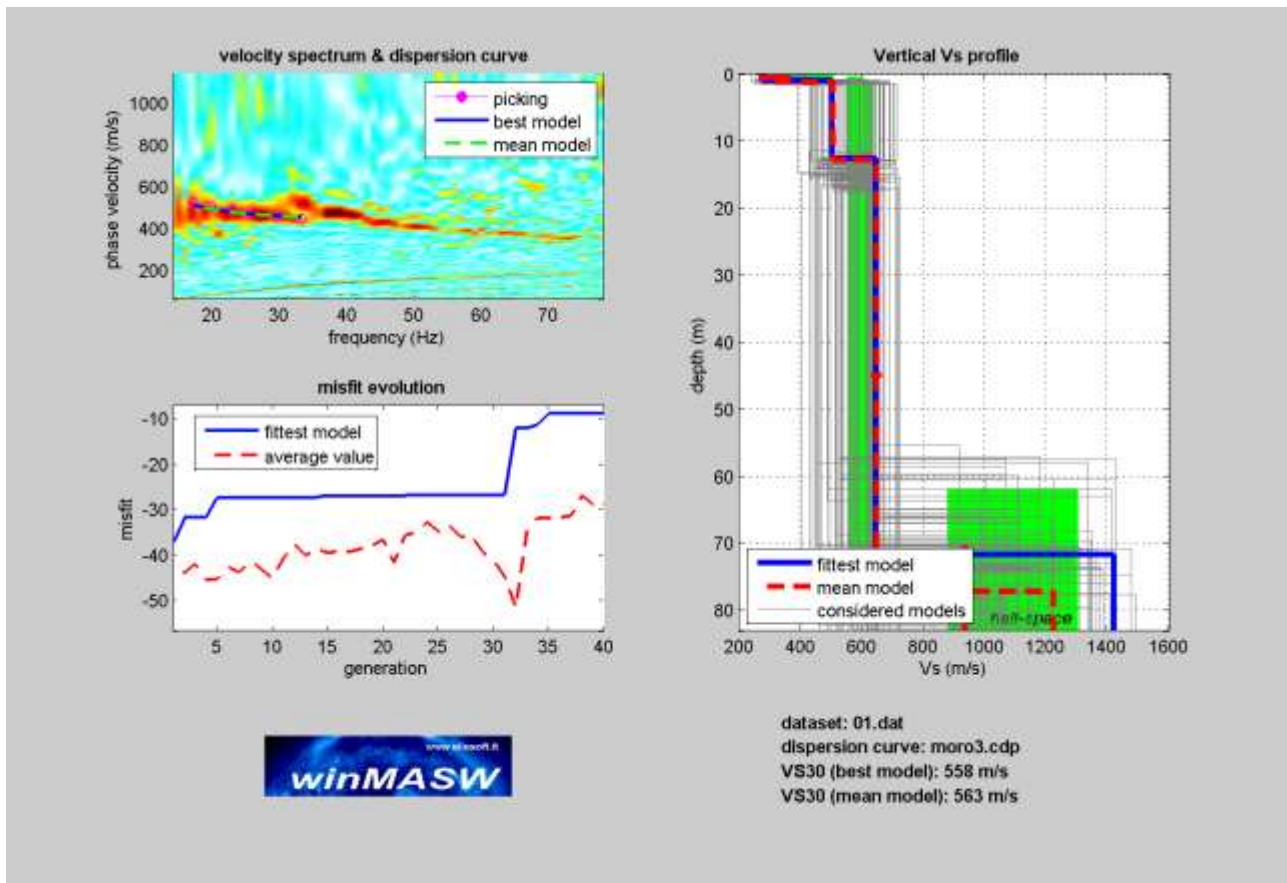 velocity spectrum & dispersion curve
1000
800
600
400
200
phase velocity (m/s)
picking
best model
mean model
20 30 40 50 60 70
frequency (Hz)
misfit evolution
-10
-20
-30
-40
-50
misfit
fittest model
average value
5 10 15 20 25 30 35 40
generation
www.eliosoft.it
winMASW
Vertical Vs profile
0
10
20
30
40
50
60
70
80
depth (m)
fittest model
mean model
considered models
half-space
200 400 600 800 1000 1200 1400 1600
Vs (m/s)
dataset: 01.dat
dispersion curve: moro3.cdp
VS30 (best model): 558 m/s
VS30 (mean model): 563 m/s